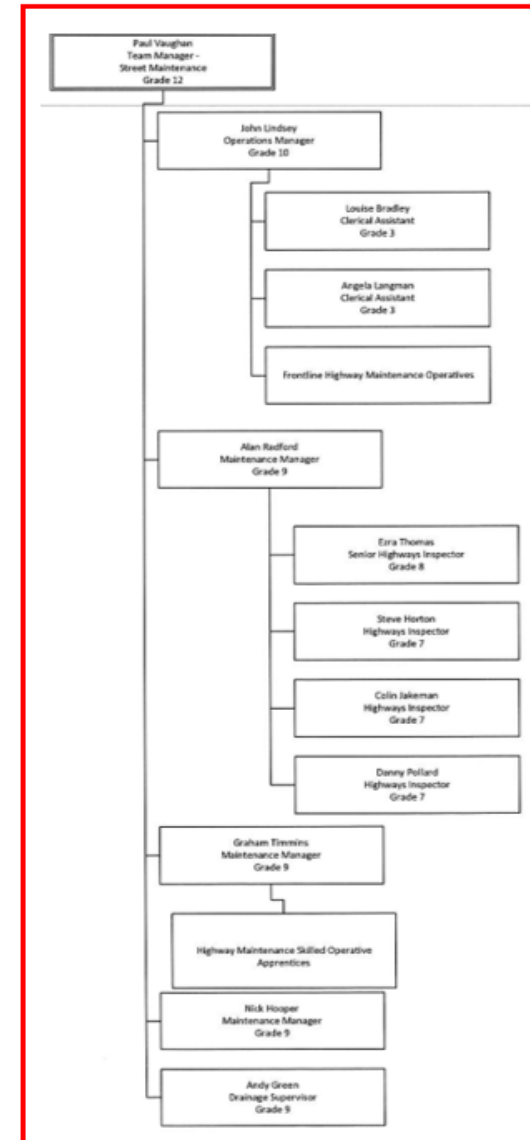 Paul Vaughan
Team Manager -
Street Maintenance
Grade 12
John Lindsey
Operations Manager
Grade 10
Louise Bradley
Clerical Assistant
Grade 3
Angela Langman
Clerical Assistant
Grade 3
Frontline Highway Maintenance Operatives
Alan Radford
Maintenance Manager
Grade 9
Ezra Thomas
Senior Highways Inspector
Grade 8
Steve Horton
Highways Inspector
Grade 7
Colin Jakeman
Highways Inspector
Grade 7
Danny Pollard
Highways Inspector
Grade 7
Graham Timmins
Maintenance Manager
Grade 9
Highway Maintenance Skilled Operative
Apprentices
Nick Hooper
Maintenance Manager
Grade 9
Andy Green
Drainage Supervisor
Grade 9